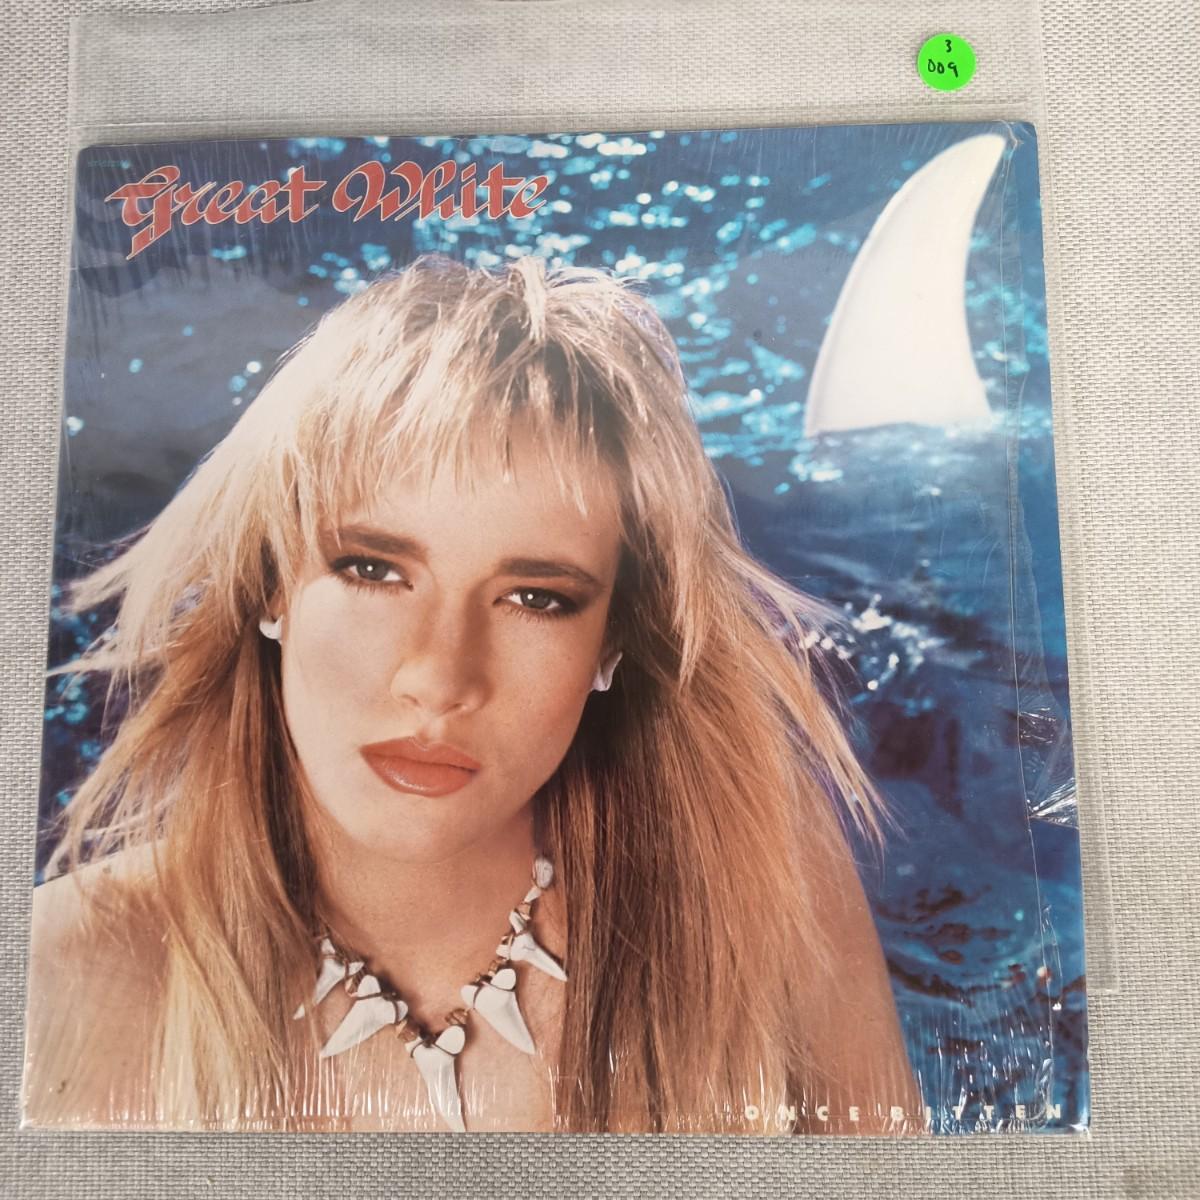 3
009
Great White
ONCE BITTEN